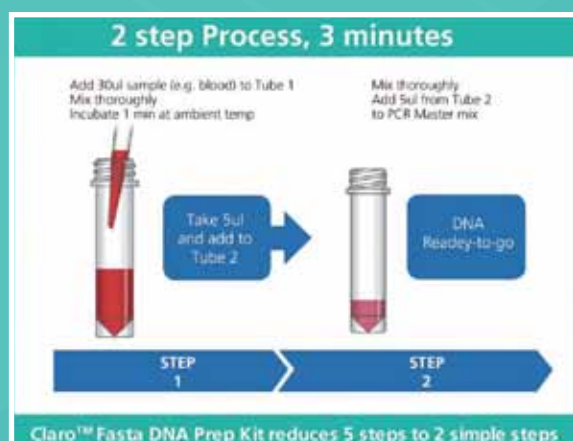 2 step Process, 3 minutes
Add 30ul sample (e.g. blood) to Tube 1
Mix thoroughly
Incubate 1 min at ambient temp
Mix thoroughly
Add 5ul from Tube 2
to PCR Master mix
Take 5ul
and add to
Tube 2
DNA
Readey-to-go
STEP
1
STEP
2
Claro™ Fasta DNA Prep Kit reduces 5 steps to 2 simple steps